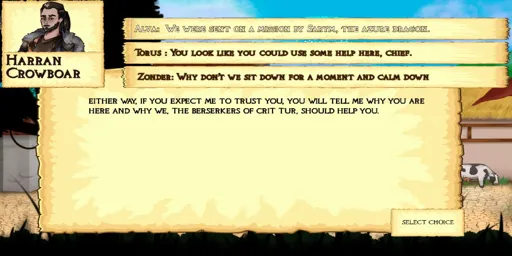 Harran
Crowboar
Alva: We were sent on a mission by Zarym, the azure dragon.
Torus : You look like you could use some help here, chief.
Zonder: Why don't we sit down for a moment and calm down
EITHER WAY, IF YOU EXPECT ME TO TRUST YOU, YOU WILL TELL ME WHY YOU ARE
HERE AND WHY WE, THE BERSERKERS OF CRIT TUR, SHOULD HELP YOU.
SELECT CHOICE